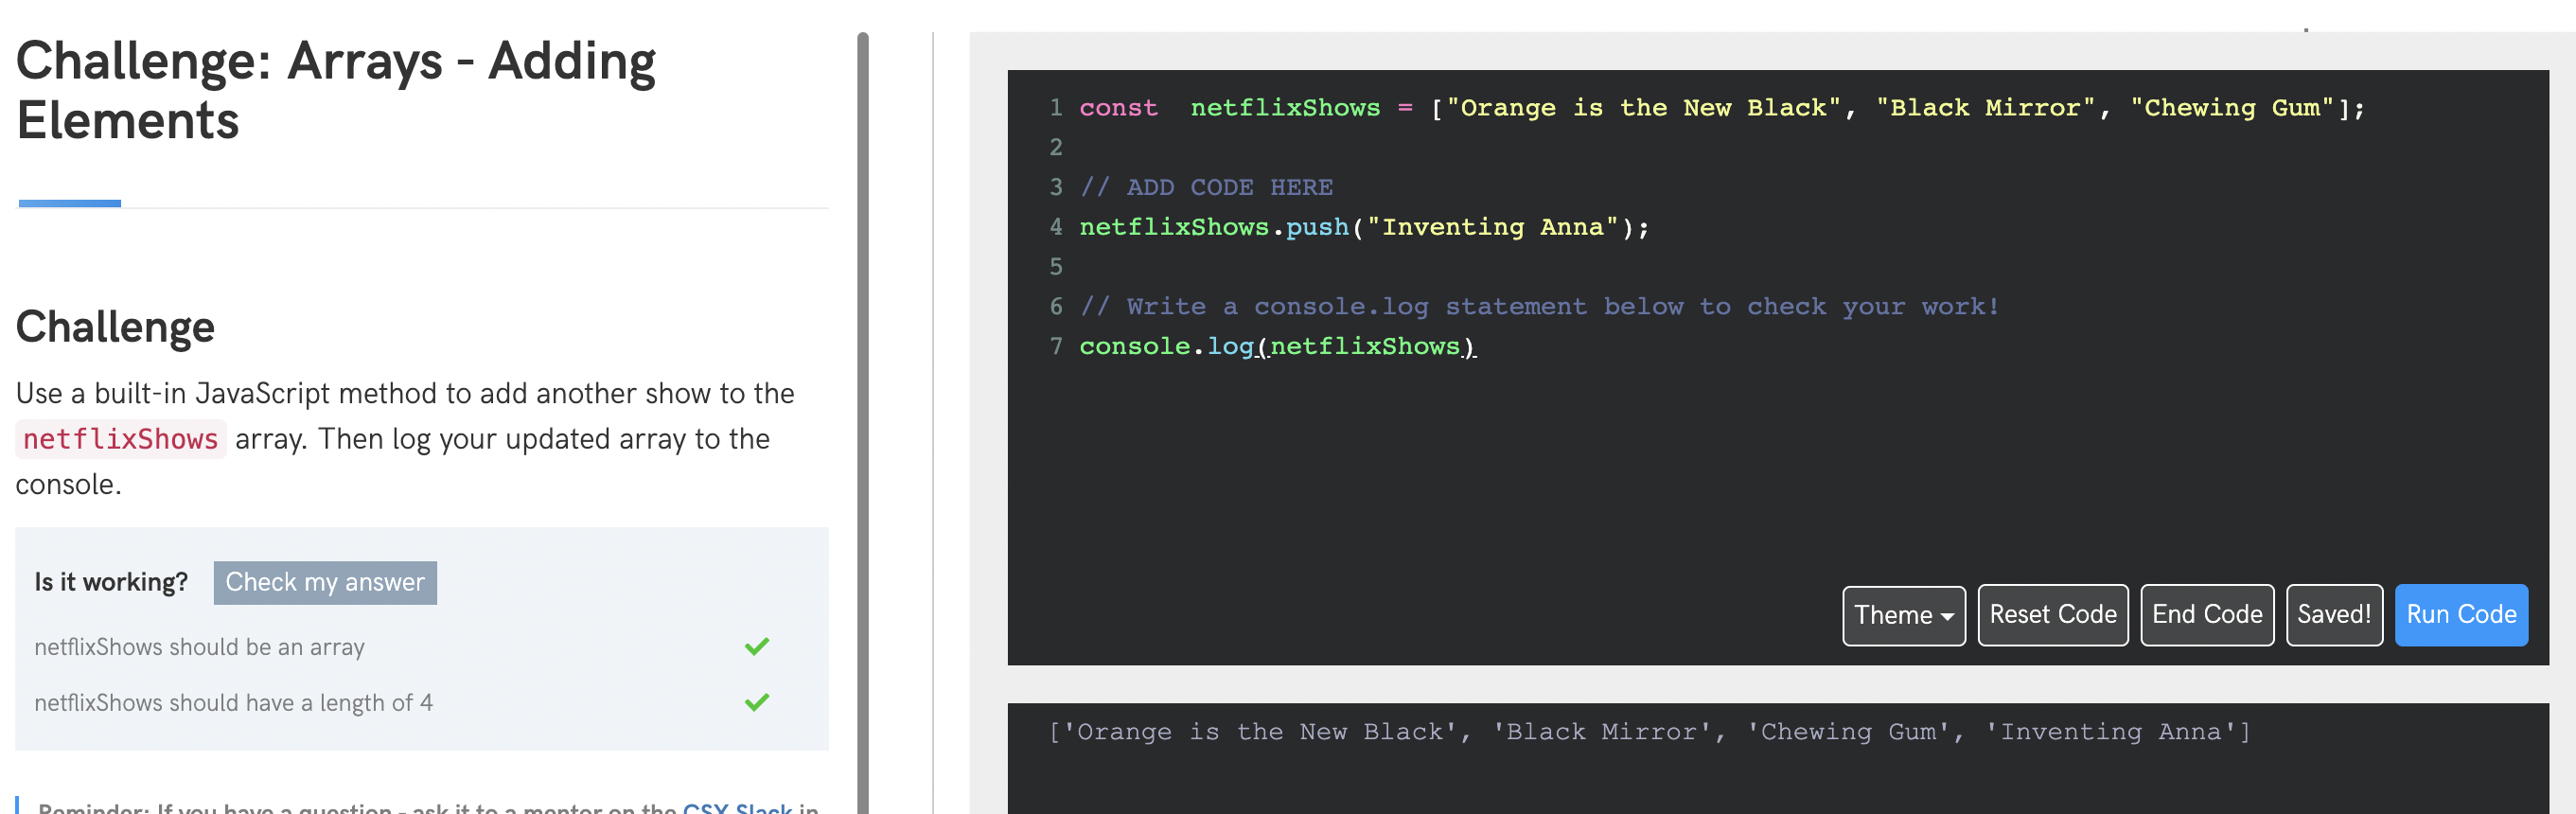 Challenge: Arrays - Adding
Elements
Challenge
Use a built-in JavaScript method to add another show to the
netflixShows array. Then log your updated array to the
console.
Is it working? Check my answer
netflixShows should be an array
netflixShows should have a length of 4
Reminder: If you have a question - ask it to a mentor on the CSX Slack in
1 const  netflixShows = ["Orange is the New Black", "Black Mirror", "Chewing Gum"];
2
3 // ADD CODE HERE
4 netflixShows.push("Inventing Anna");
5
6 // Write a console.log statement below to check your work!
7 console.log(netflixShows)
Theme Reset Code End Code Saved! Run Code
['Orange is the New Black', 'Black Mirror', 'Chewing Gum', 'Inventing Anna']